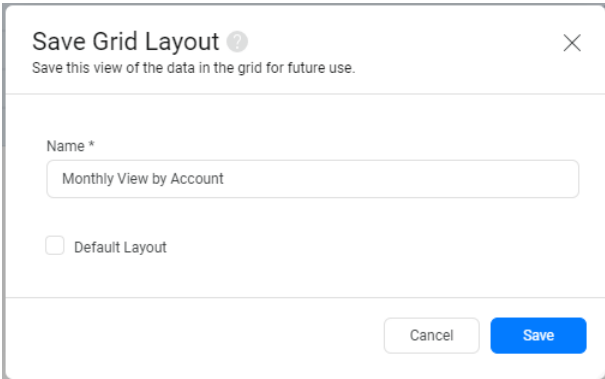 Save Grid Layout ?
Save this view of the data in the grid for future use.
Name *
Monthly View by Account
Default Layout
Cancel
Save